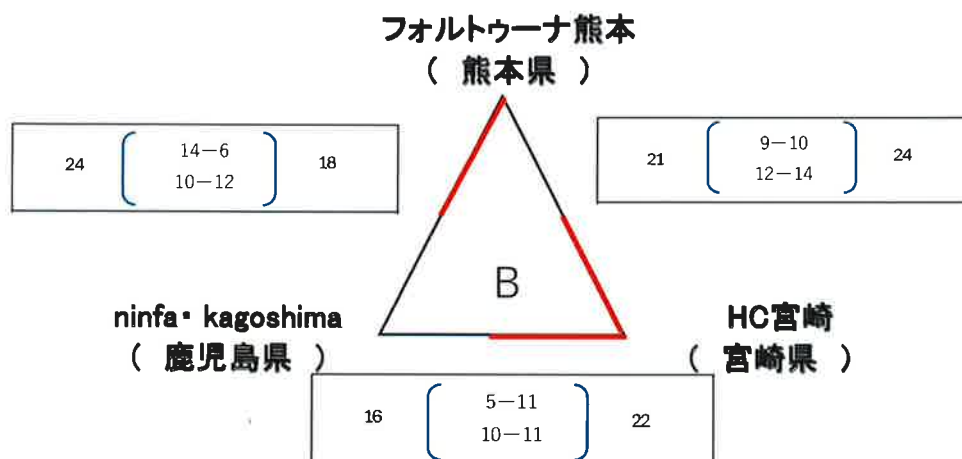 フォルトゥーナ熊本
( 熊本県 )
24 14-6 18
10-12
21 9-10 24
12-14
B
ninfa・kagoshima
( 鹿児島県 )
HC宮崎
( 宮崎県 )
16 5-11 22
10-11